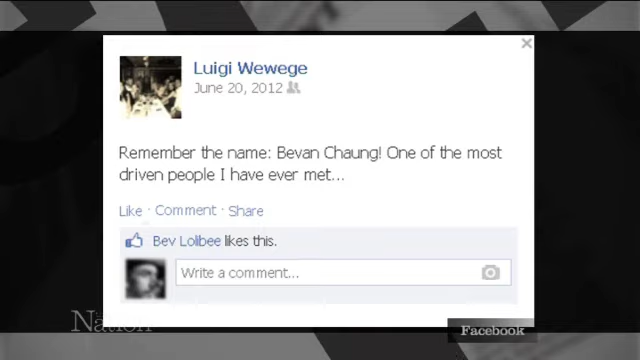 Luigi Wewege
June 20, 2012
Remember the name: Bevan Chaung! One of the most
driven people I have ever met...
Like · Comment · Share
Bev Lolibee likes this.
Write a comment...
The Nation
Facebook